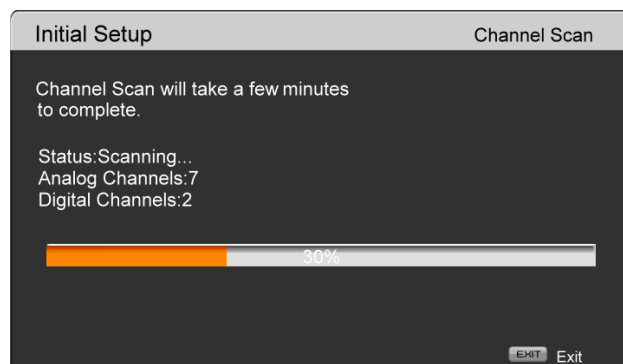 Initial Setup
Channel Scan
Channel Scan will take a few minutes
to complete.
Status:Scanning...
Analog Channels:7
Digital Channels:2
30%
EXIT Exit